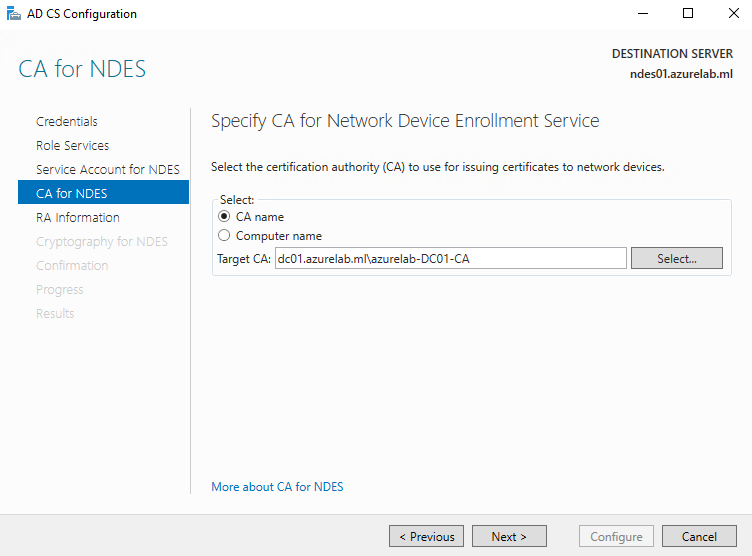 AD CS Configuration
DESTINATION SERVER
ndes01.azurelab.ml
CA for NDES
Credentials
Role Services
Service Account for NDES
CA for NDES
RA Information
Cryptography for NDES
Confirmation
Progress
Results
Specify CA for Network Device Enrollment Service
Select the certification authority (CA) to use for issuing certificates to network devices.
Select:
CA name
Computer name
Target CA: dc01.azurelab.ml\azurelab-DC01-CA Select...
More about CA for NDES
< Previous Next > Configure Cancel